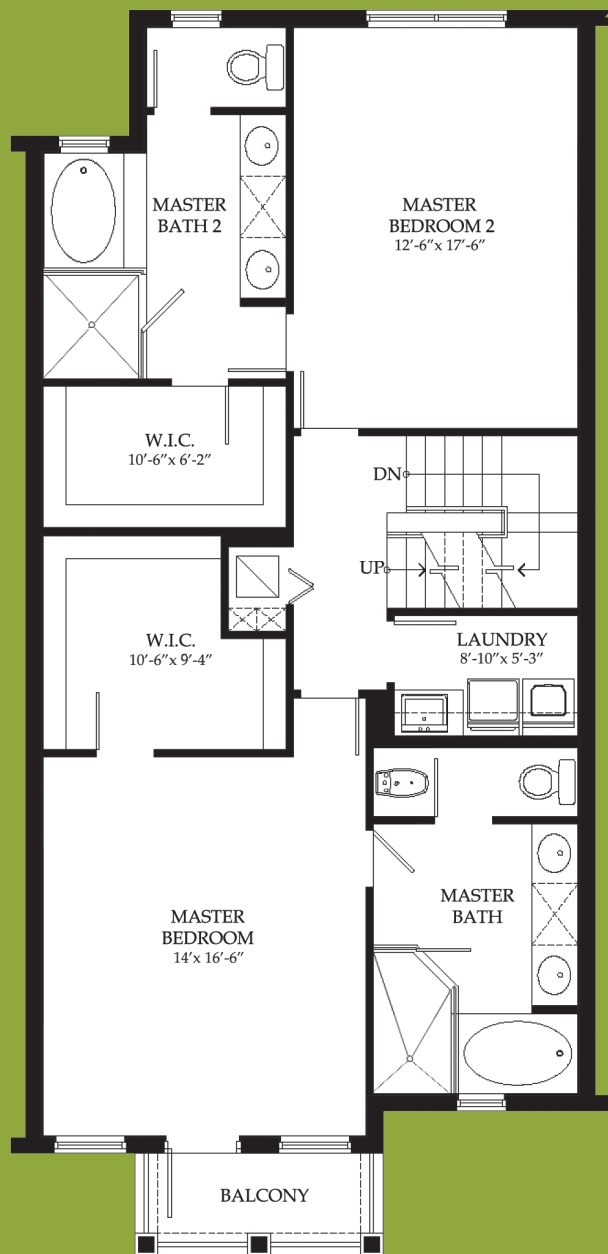 MASTER
BATH 2
MASTER
BEDROOM 2
12'-6"x 17'-6"
W.I.C.
10'-6"x 6'-2"
DN
UP
W.I.C.
10'-6"x 9'-4"
LAUNDRY
8'-10"x 5'-3"
MASTER
BATH
MASTER
BEDROOM
14'x 16'-6"
BALCONY